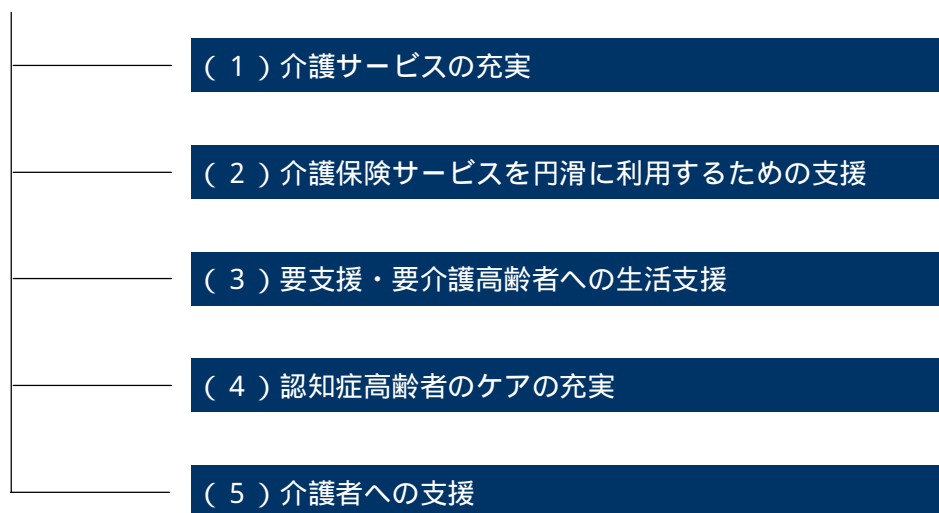 (1)介護サービスの充実
(2)介護保険サービスを円滑に利用するための支援
(3)要支援・要介護高齢者への生活支援
(4)認知症高齢者のケアの充実
(5)介護者への支援